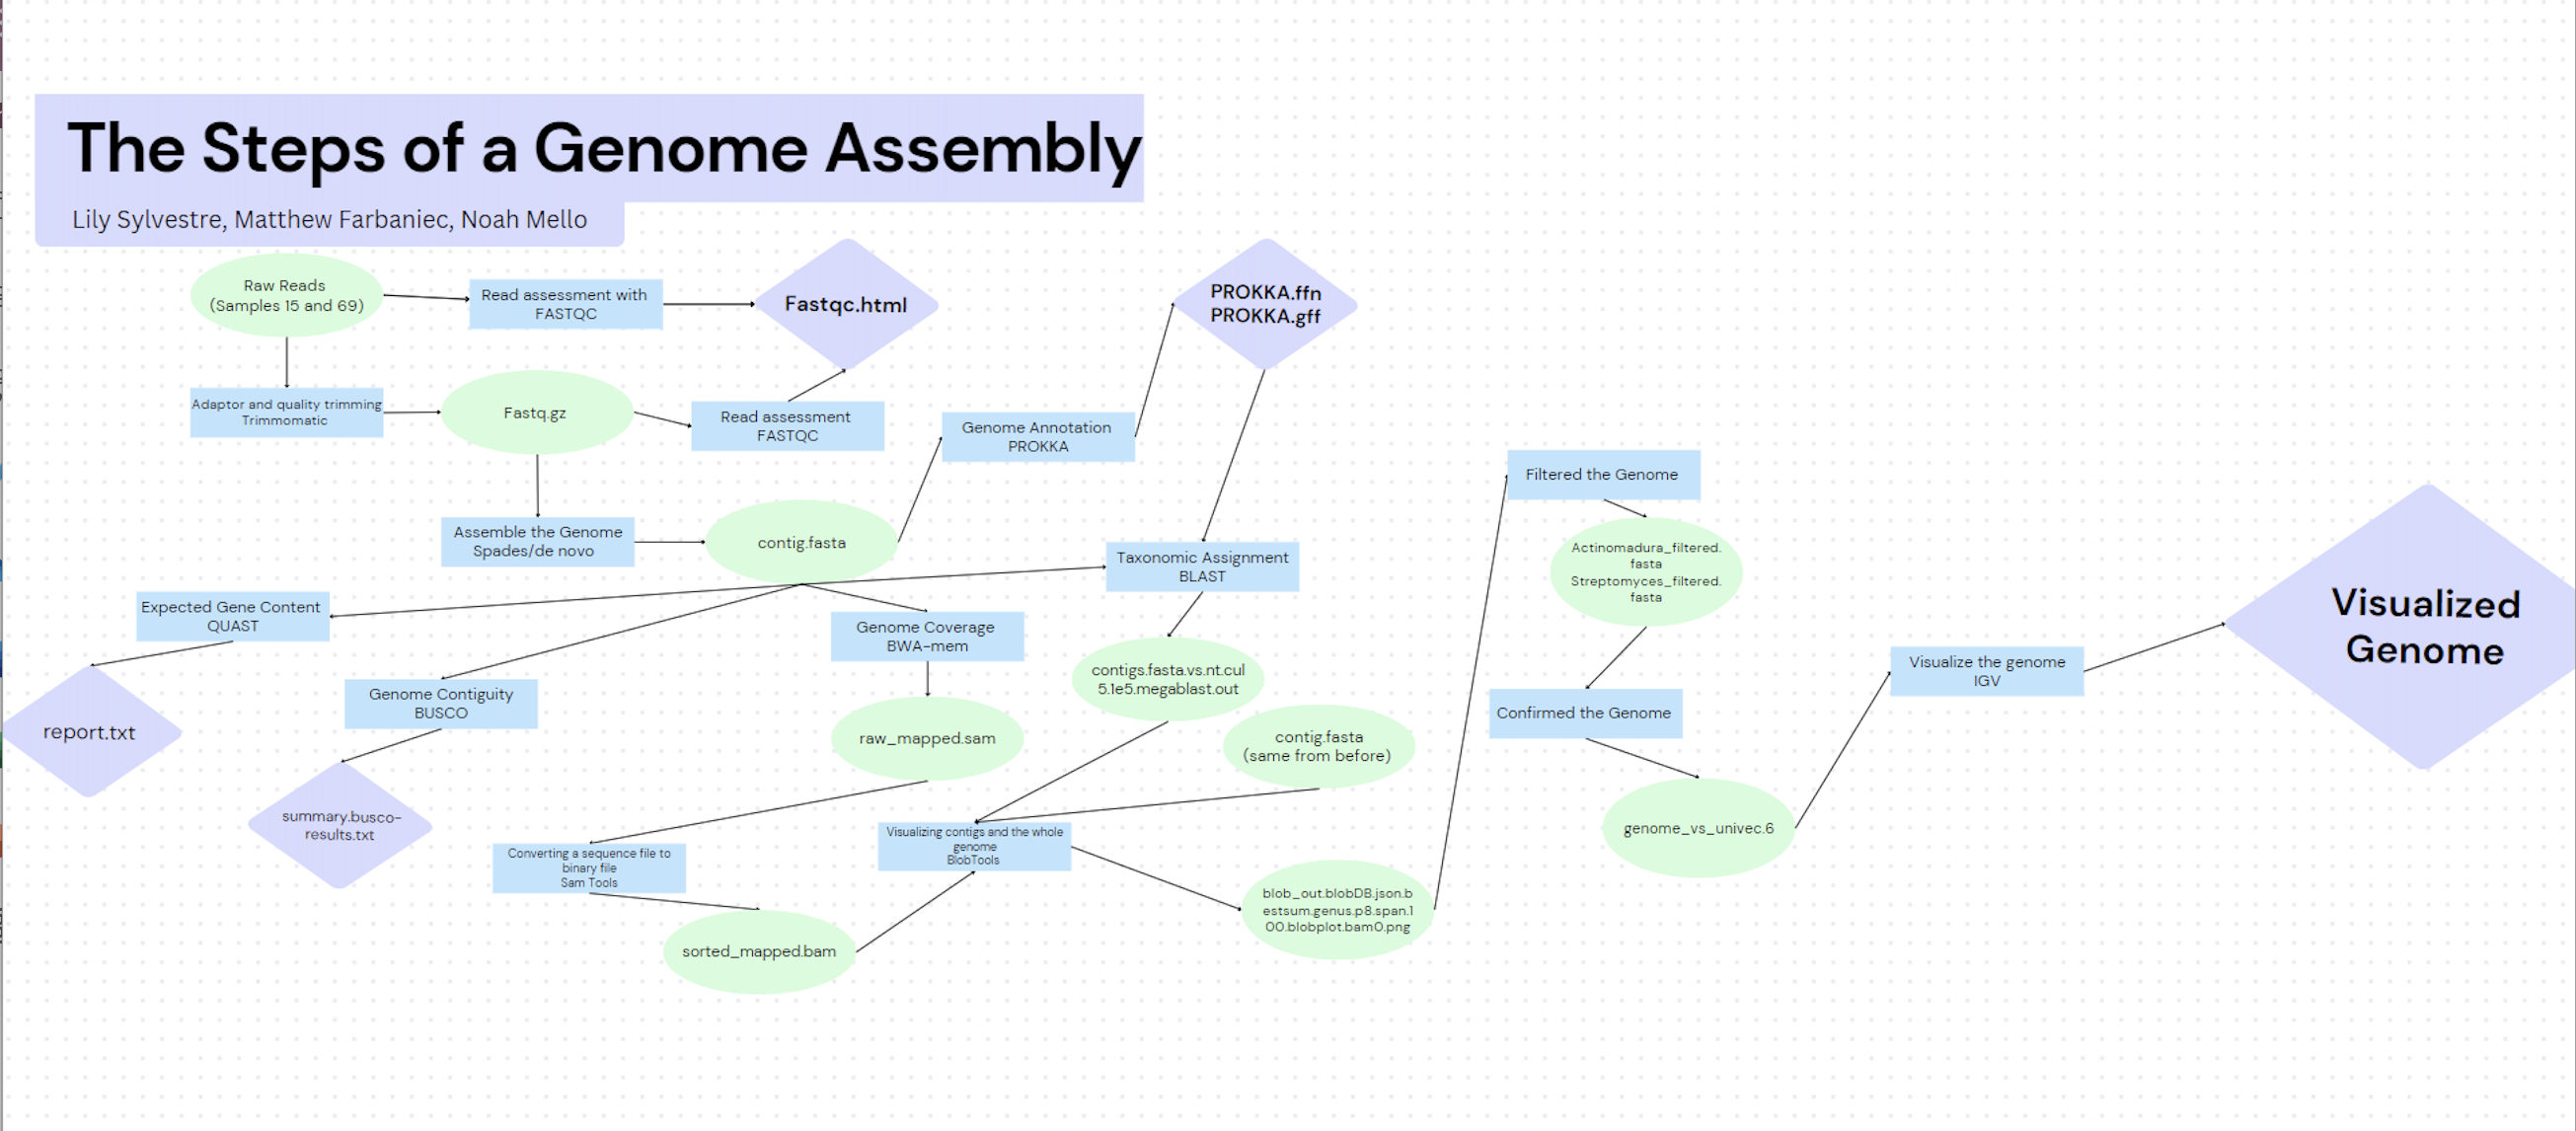 The Steps of a Genome Assembly
Lily Sylvestre, Matthew Farbaniec, Noah Mello
Raw Reads
(Samples 15 and 69)
Read assessment with
FASTQC
Fastqc.html
PROKKA.ffn
PROKKA.gff
Adaptor and quality trimming
Trimmomatic
Fastq.gz
Read assessment
FASTQC
Genome Annotation
PROKKA
Filtered the Genome
Assemble the Genome
Spades/de novo
contig.fasta
Taxonomic Assignment
BLAST
Actinomadura_filtered.
fasta
Streptomyces_filtered.
fasta
Visualized
Genome
Expected Gene Content
QUAST
Genome Coverage
BWA-mem
contigs.fasta.vs.nt.cul
5.1e5.megablast.out
Visualize the genome
IGV
Genome Contiguity
BUSCO
Confirmed the Genome
report.txt
raw_mapped.sam
contig.fasta
(same from before)
summary.busco-
results.txt
genome_vs_univec.6
Visualizing contigs and the whole
genome
BlobTools
Converting a sequence file to
binary file
Sam Tools
blob_out.blobDB.json.b
estsum.genus.p8.span.1
00.blobplot.bam0.png
sorted_mapped.bam